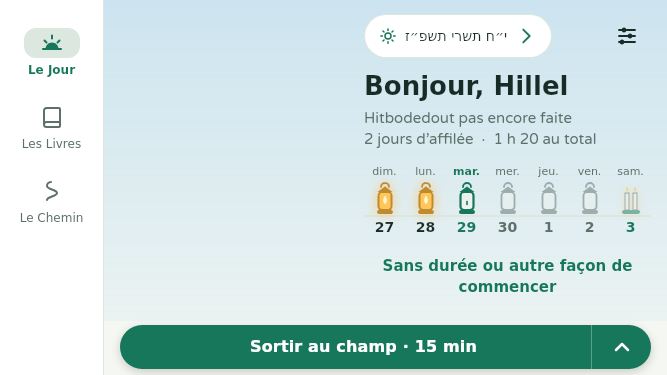 Le Jour
Les Livres
Le Chemin
י״ח תשרי תשפ״ז
Bonjour, Hillel
Hitbodedout pas encore faite
2 jours d’affilée · 1 h 20 au total
dim. lun. mar. mer. jeu. ven. sam.
27 28 29 30 1 2 3
Sans durée ou autre façon de
commencer
Sortir au champ · 15 min